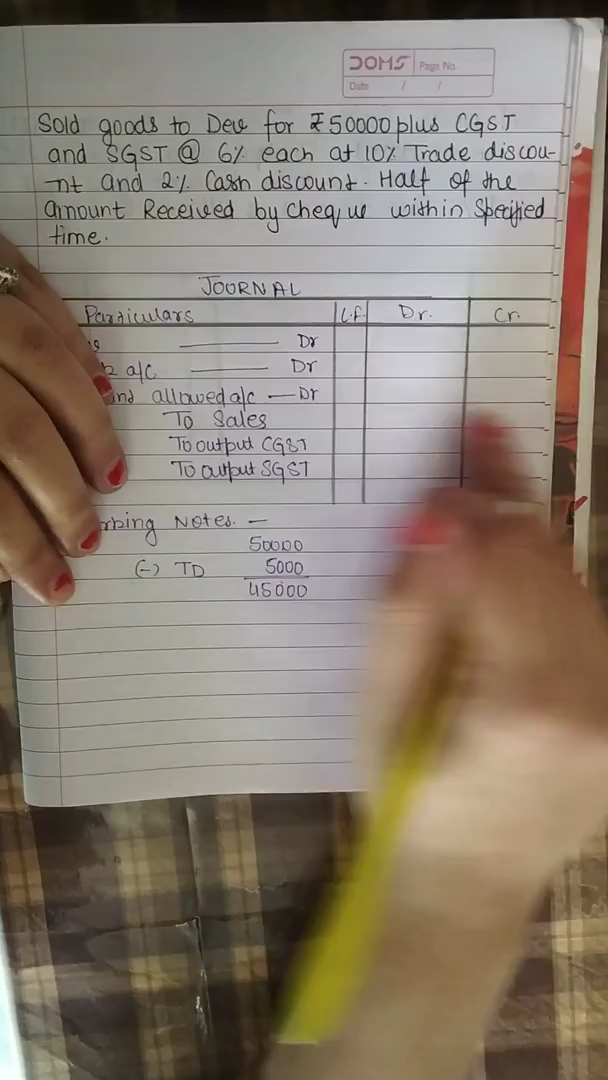 DOMS Page No.
Date / /
Sold goods to Dev for ₹50000 plus CGST
and SGST @ 6% each at 10% Trade discou-
nt and 2% Cash discount. Half of the
amount Received by cheque within Specified
time.
JOURNAL
Particulars L.F. Dr. Cr.
Dr
a/c Dr
allowed a/c — Dr
To Sales
To output CGST
To output SGST
Notes. —
50000
(-) TD 5000
45000